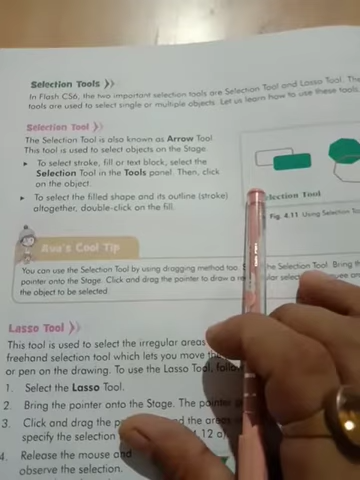 Selection Tools
In Flash CS6, the two important selection tools are Selection Tool and Lasso Tool. The
tools are used to select single or multiple objects. Let us learn how to use these tools.
Selection Tool
The Selection Tool is also known as Arrow Tool.
This tool is used to select objects on the Stage.
To select stroke, fill or text block, select the
Selection Tool in the Tools panel. Then, click
on the object.
To select the filled shape and its outline (stroke)
altogether, double-click on the fill.
Selection Tool
Fig. 4.11 Using Selection
Ava's Cool Tip
You can use the Selection Tool by using dragging method too. the Selection Tool. Bring
pointer onto the Stage. Click and drag the pointer to draw a selec
the object to be selected.
Lasso Tool
This tool is used to select the irregular areas
freehand selection tool which lets you move
or pen on the drawing. To use the Lasso Tool,
1. Select the Lasso Tool.
2. Bring the pointer onto the Stage. The pointer
3. Click and drag the the areas
specify the selection 4.12 a)
4. Release the mouse and
observe the selection.